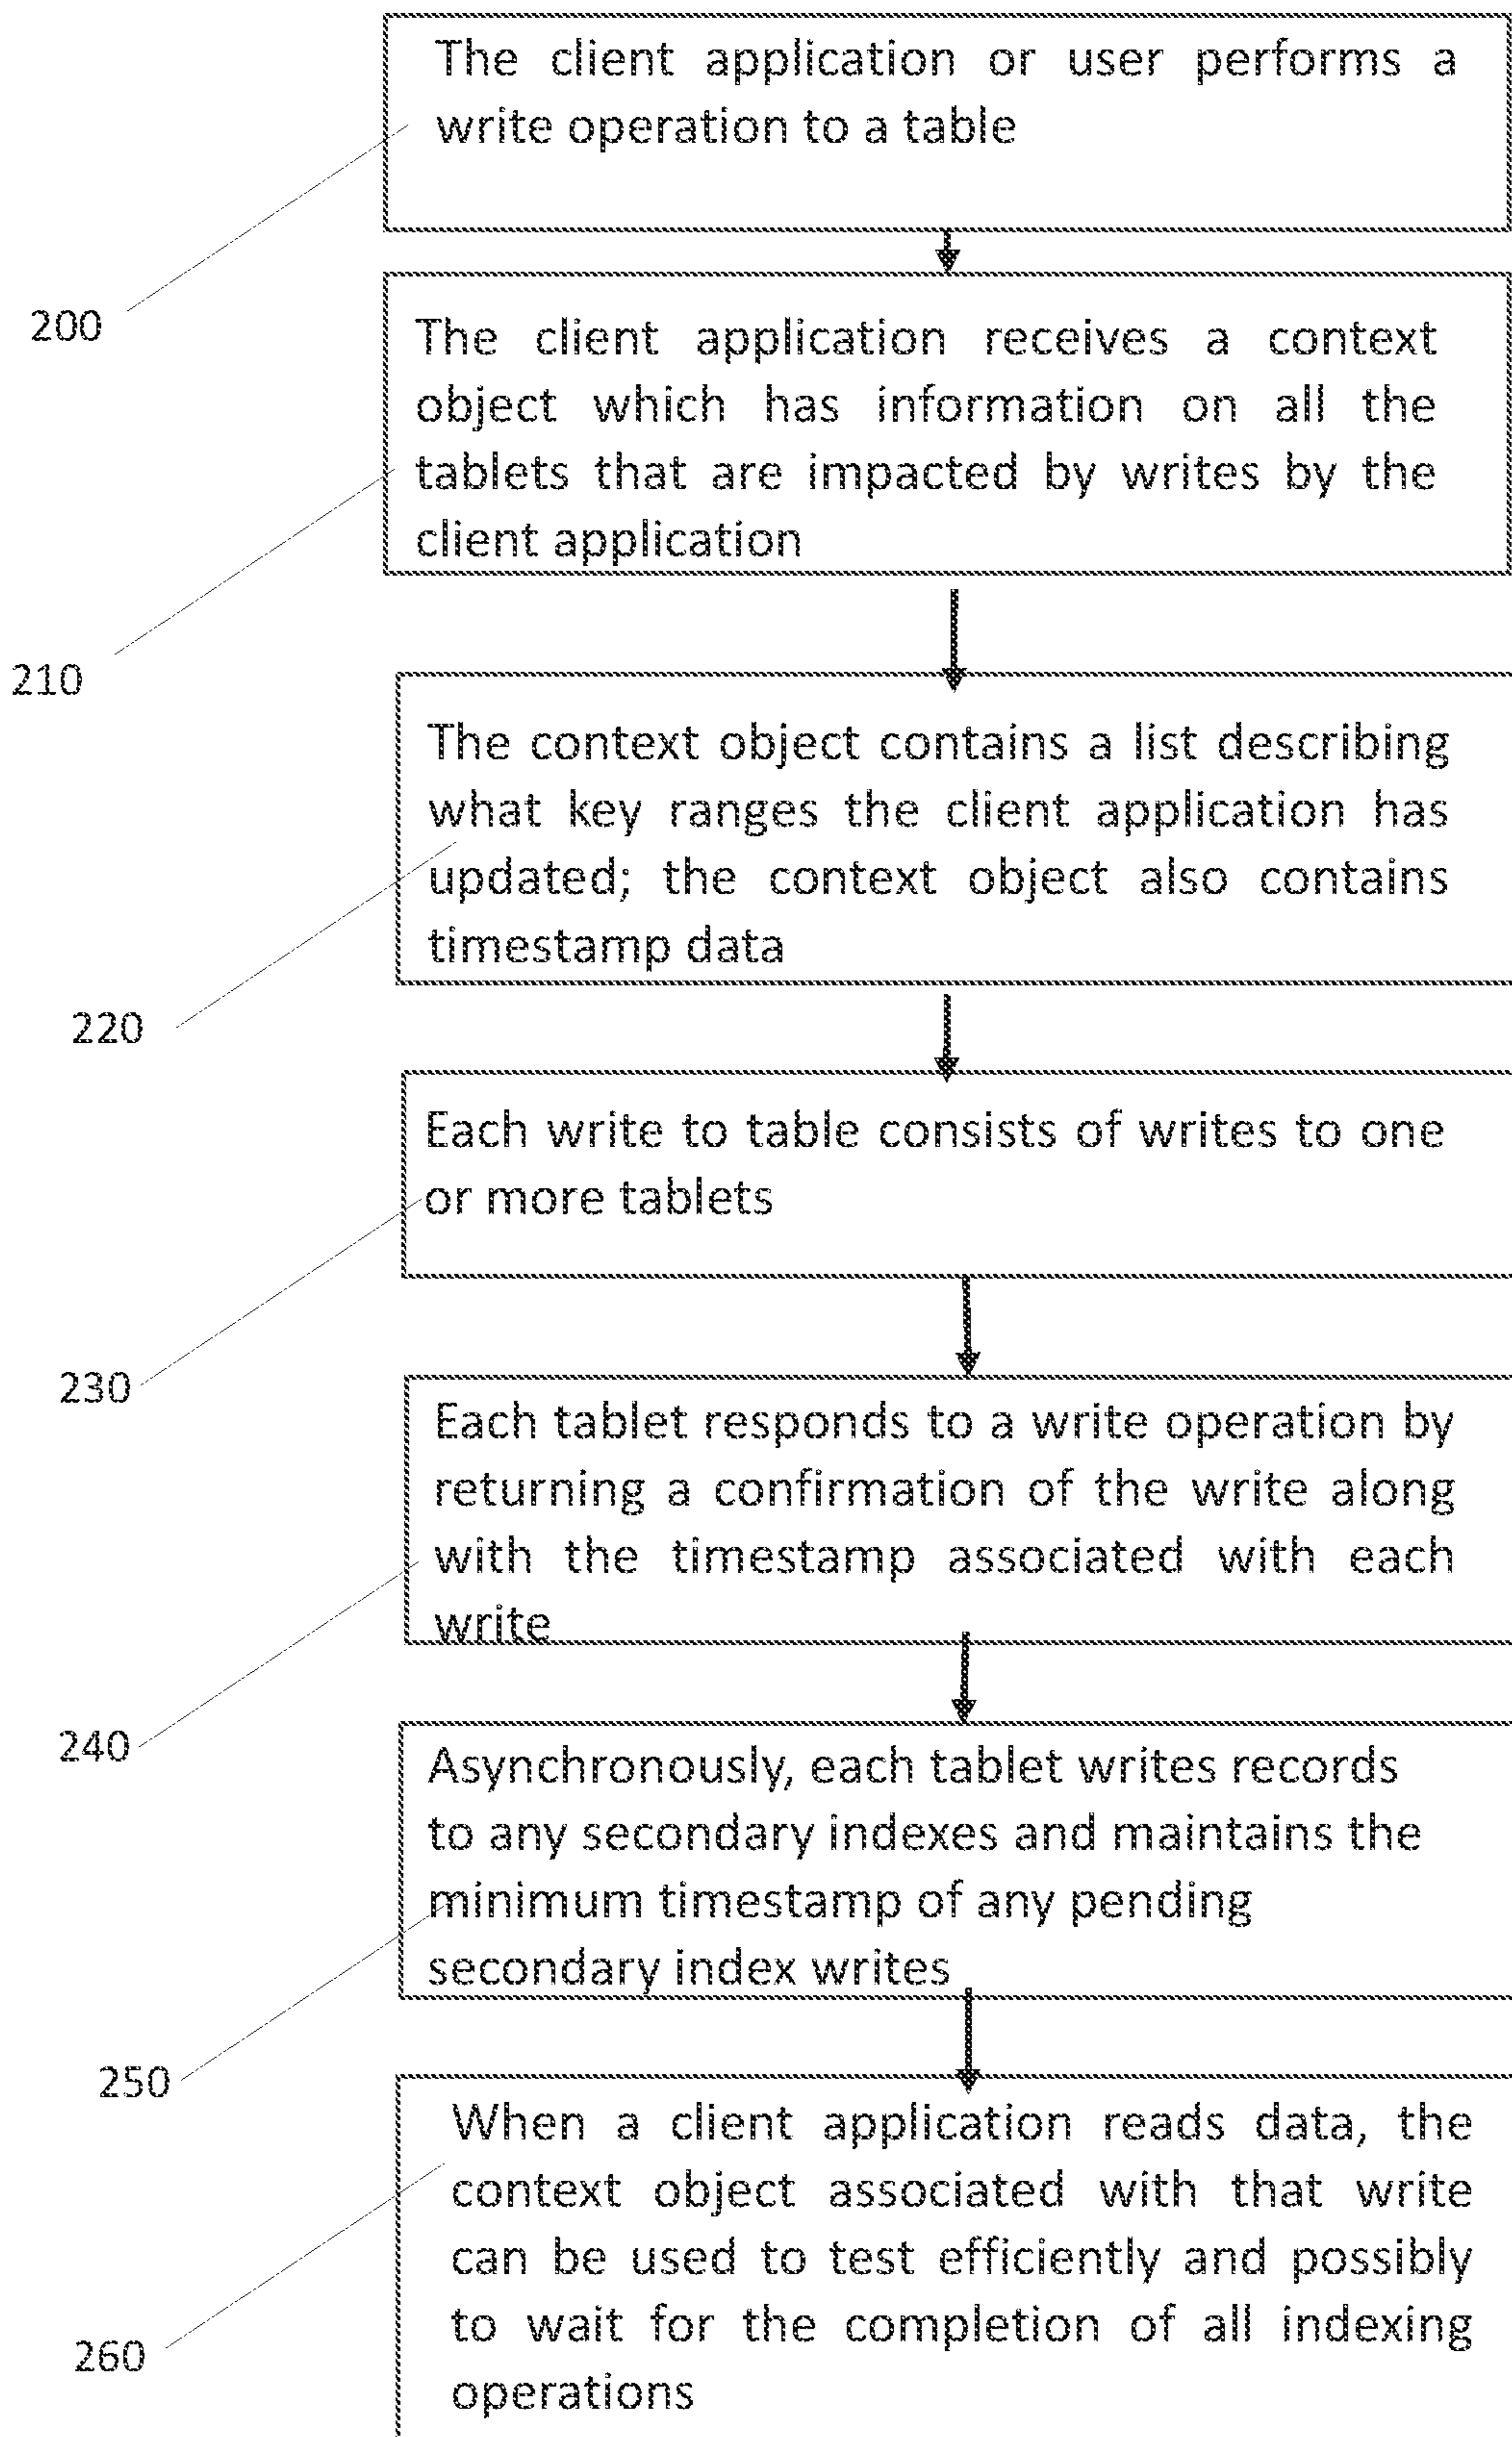 The client application or user performs a
write operation to a table
200
The client application receives a context
object which has information on all the
tablets that are impacted by writes by the
client application
210
The context object contains a list describing
what key ranges the client application has
updated; the context object also contains
timestamp data
220
Each write to table consists of writes to one
or more tablets
230
Each tablet responds to a write operation by
returning a confirmation of the write along
with the timestamp associated with each
write
240
Asynchronously, each tablet writes records
to any secondary indexes and maintains the
minimum timestamp of any pending
secondary index writes
250
When a client application reads data, the
context object associated with that write
can be used to test efficiently and possibly
to wait for the completion of all indexing
operations
260